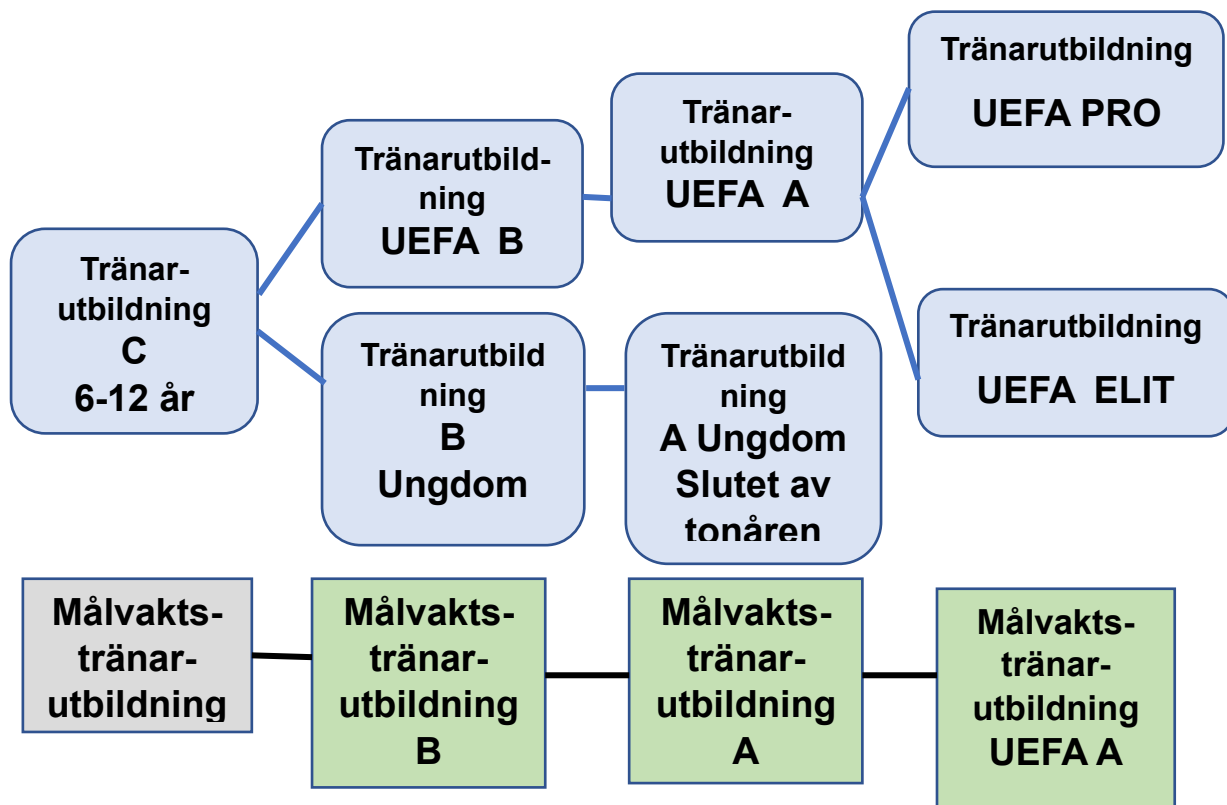 Tränar-
utbildning
C
6-12 år
Tränarutbild-
ning
UEFA B
Tränar-
utbildning
UEFA A
Tränarutbildning
UEFA PRO
Tränarutbildning
UEFA ELIT
Tränarutbild
ning
B
Ungdom
Tränarutbild
ning
A Ungdom
Slutet av
tonåren
Målvakts-
tränar-
utbildning
Målvakts-
tränar-
utbildning
B
Målvakts-
tränar-
utbildning
A
Målvakts-
tränar-
utbildning
UEFA A